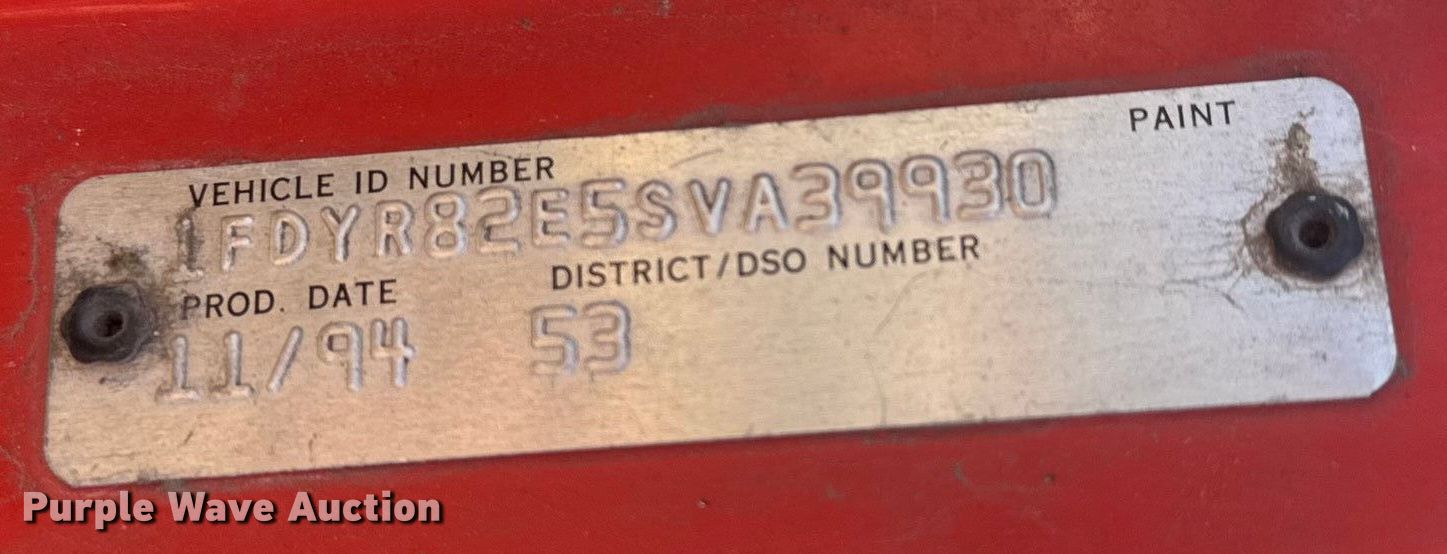 PAINT
VEHICLE ID NUMBER
1FDYR82E5SVA39930
PROD. DATE DISTRICT/DSO NUMBER
11/94 53
Purple Wave Auction